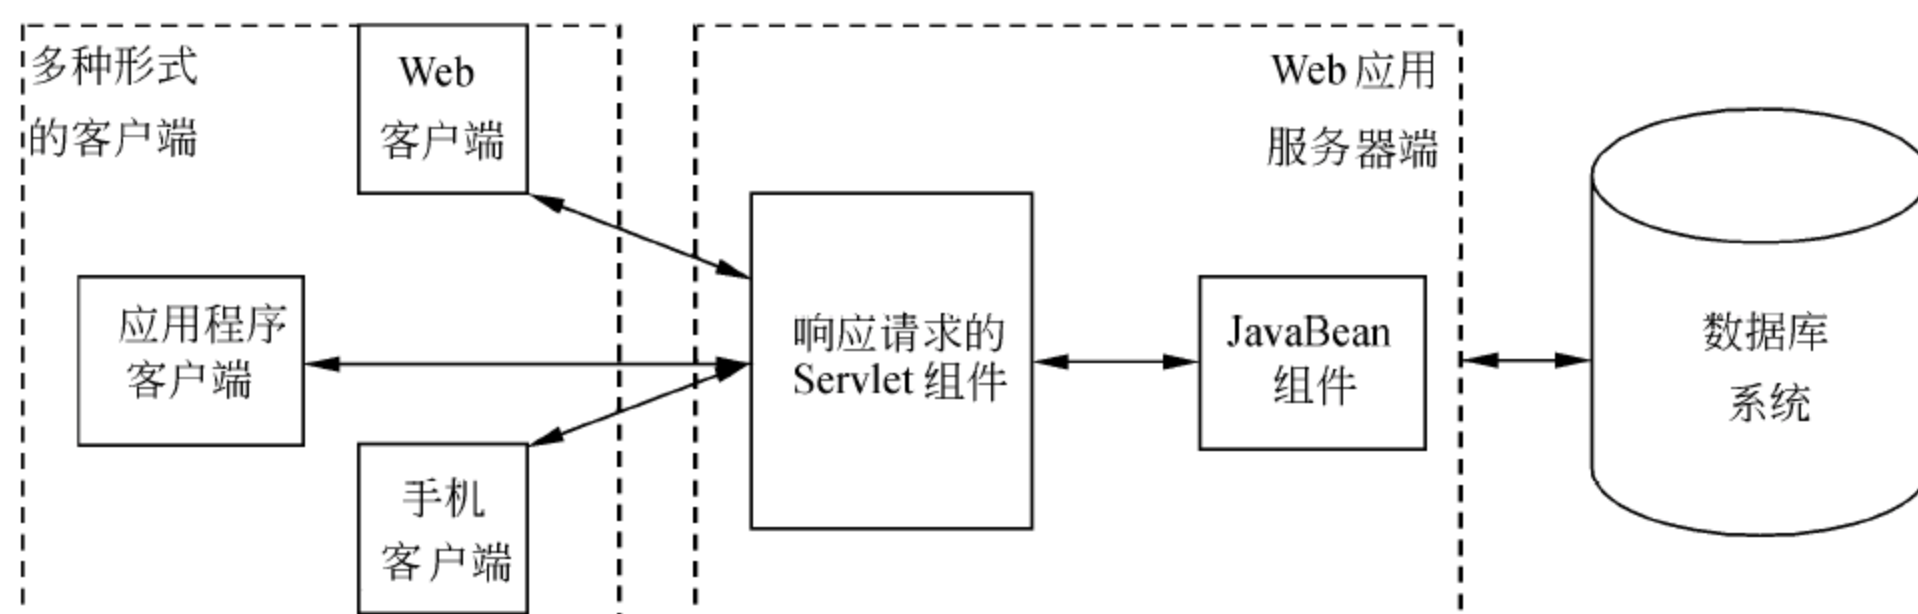 多种形式
的客户端
Web
客户端
应用程序
客户端
手机
客户端
Web 应用
服务器端
响应请求的
Servlet 组件
JavaBean
组件
数据库
系统